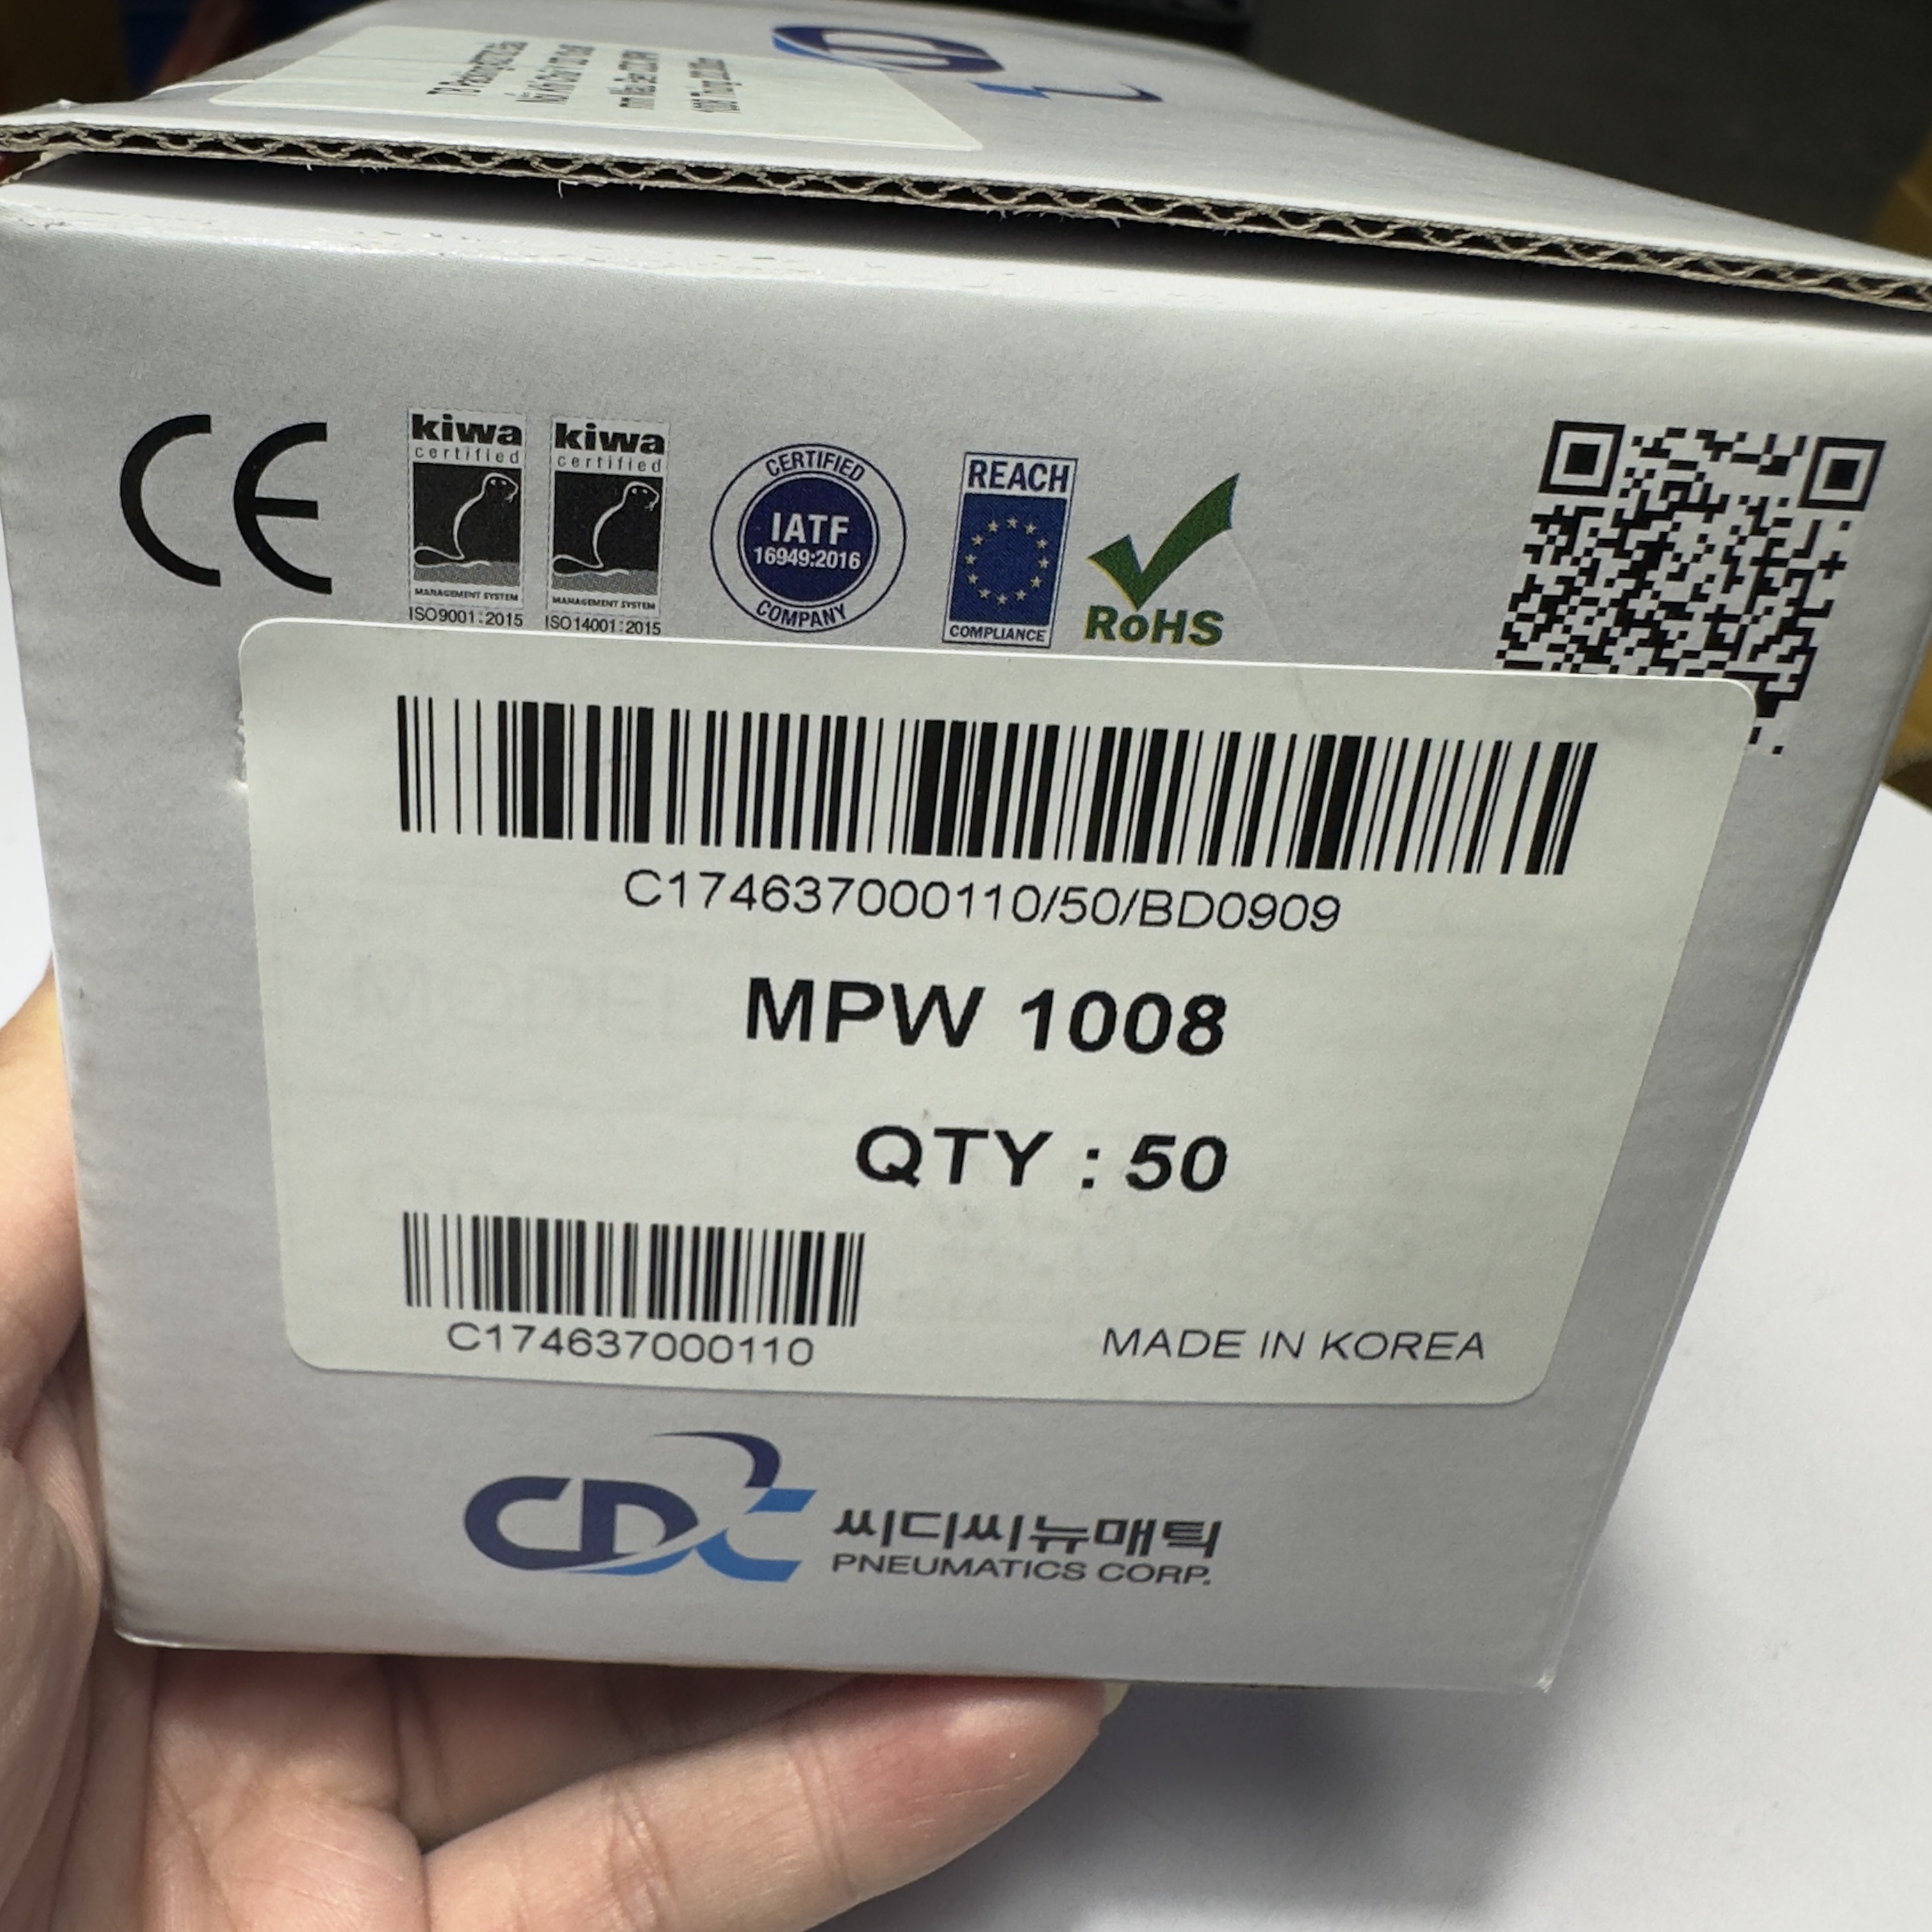 kiwa
certified
MANAGEMENT SYSTEM
ISO9001:2015
kiwa
certified
MANAGEMENT SYSTEM
ISO14001:2015
CERTIFIED
IATF
16949:2016
COMPANY
REACH
COMPLIANCE
RoHS
C174637000110/50/BD0909
MPW 1008
QTY : 50
C174637000110
MADE IN KOREA
CDC
씨디씨뉴매틱
PNEUMATICS CORP.